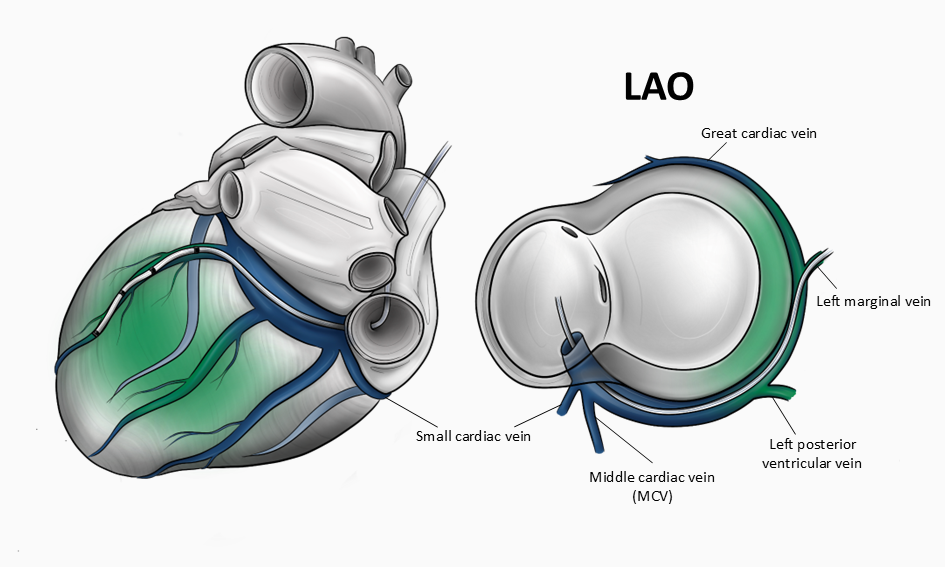 LAO
Great cardiac vein
Left marginal vein
Small cardiac vein
Left posterior
ventricular vein
Middle cardiac vein
(MCV)